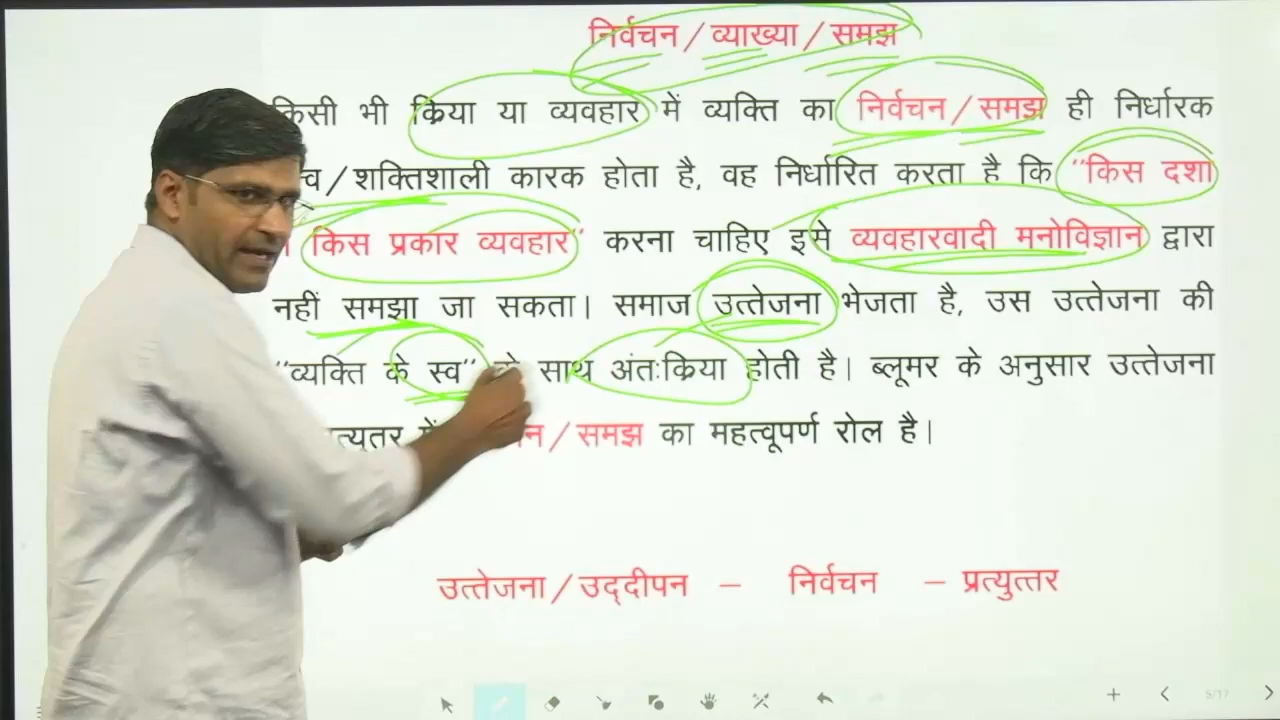 निर्वचन / व्याख्या / समझ
किसी भी क्रिया या व्यवहार में व्यक्ति का निर्वचन / समझ ही निर्धारक
/ शक्तिशाली कारक होता है, वह निर्धारित करता है कि "किस दशा
किस प्रकार व्यवहार" करना चाहिए इसे व्यवहारवादी मनोविज्ञान द्वारा
नहीं समझा जा सकता। समाज उत्तेजना भेजता है, उस उत्तेजना की
"व्यक्ति के स्व" के साथ अंतःक्रिया होती है। ब्लूमर के अनुसार उत्तेजना
/ समझ का महत्वूपर्ण रोल है।
उत्तेजना / उद्दीपन – निर्वचन – प्रत्युत्तर
5/17